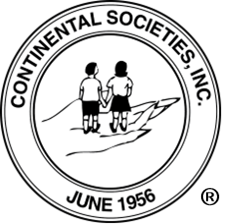 CONTINENTAL SOCIETIES, INC.
JUNE 1956
®